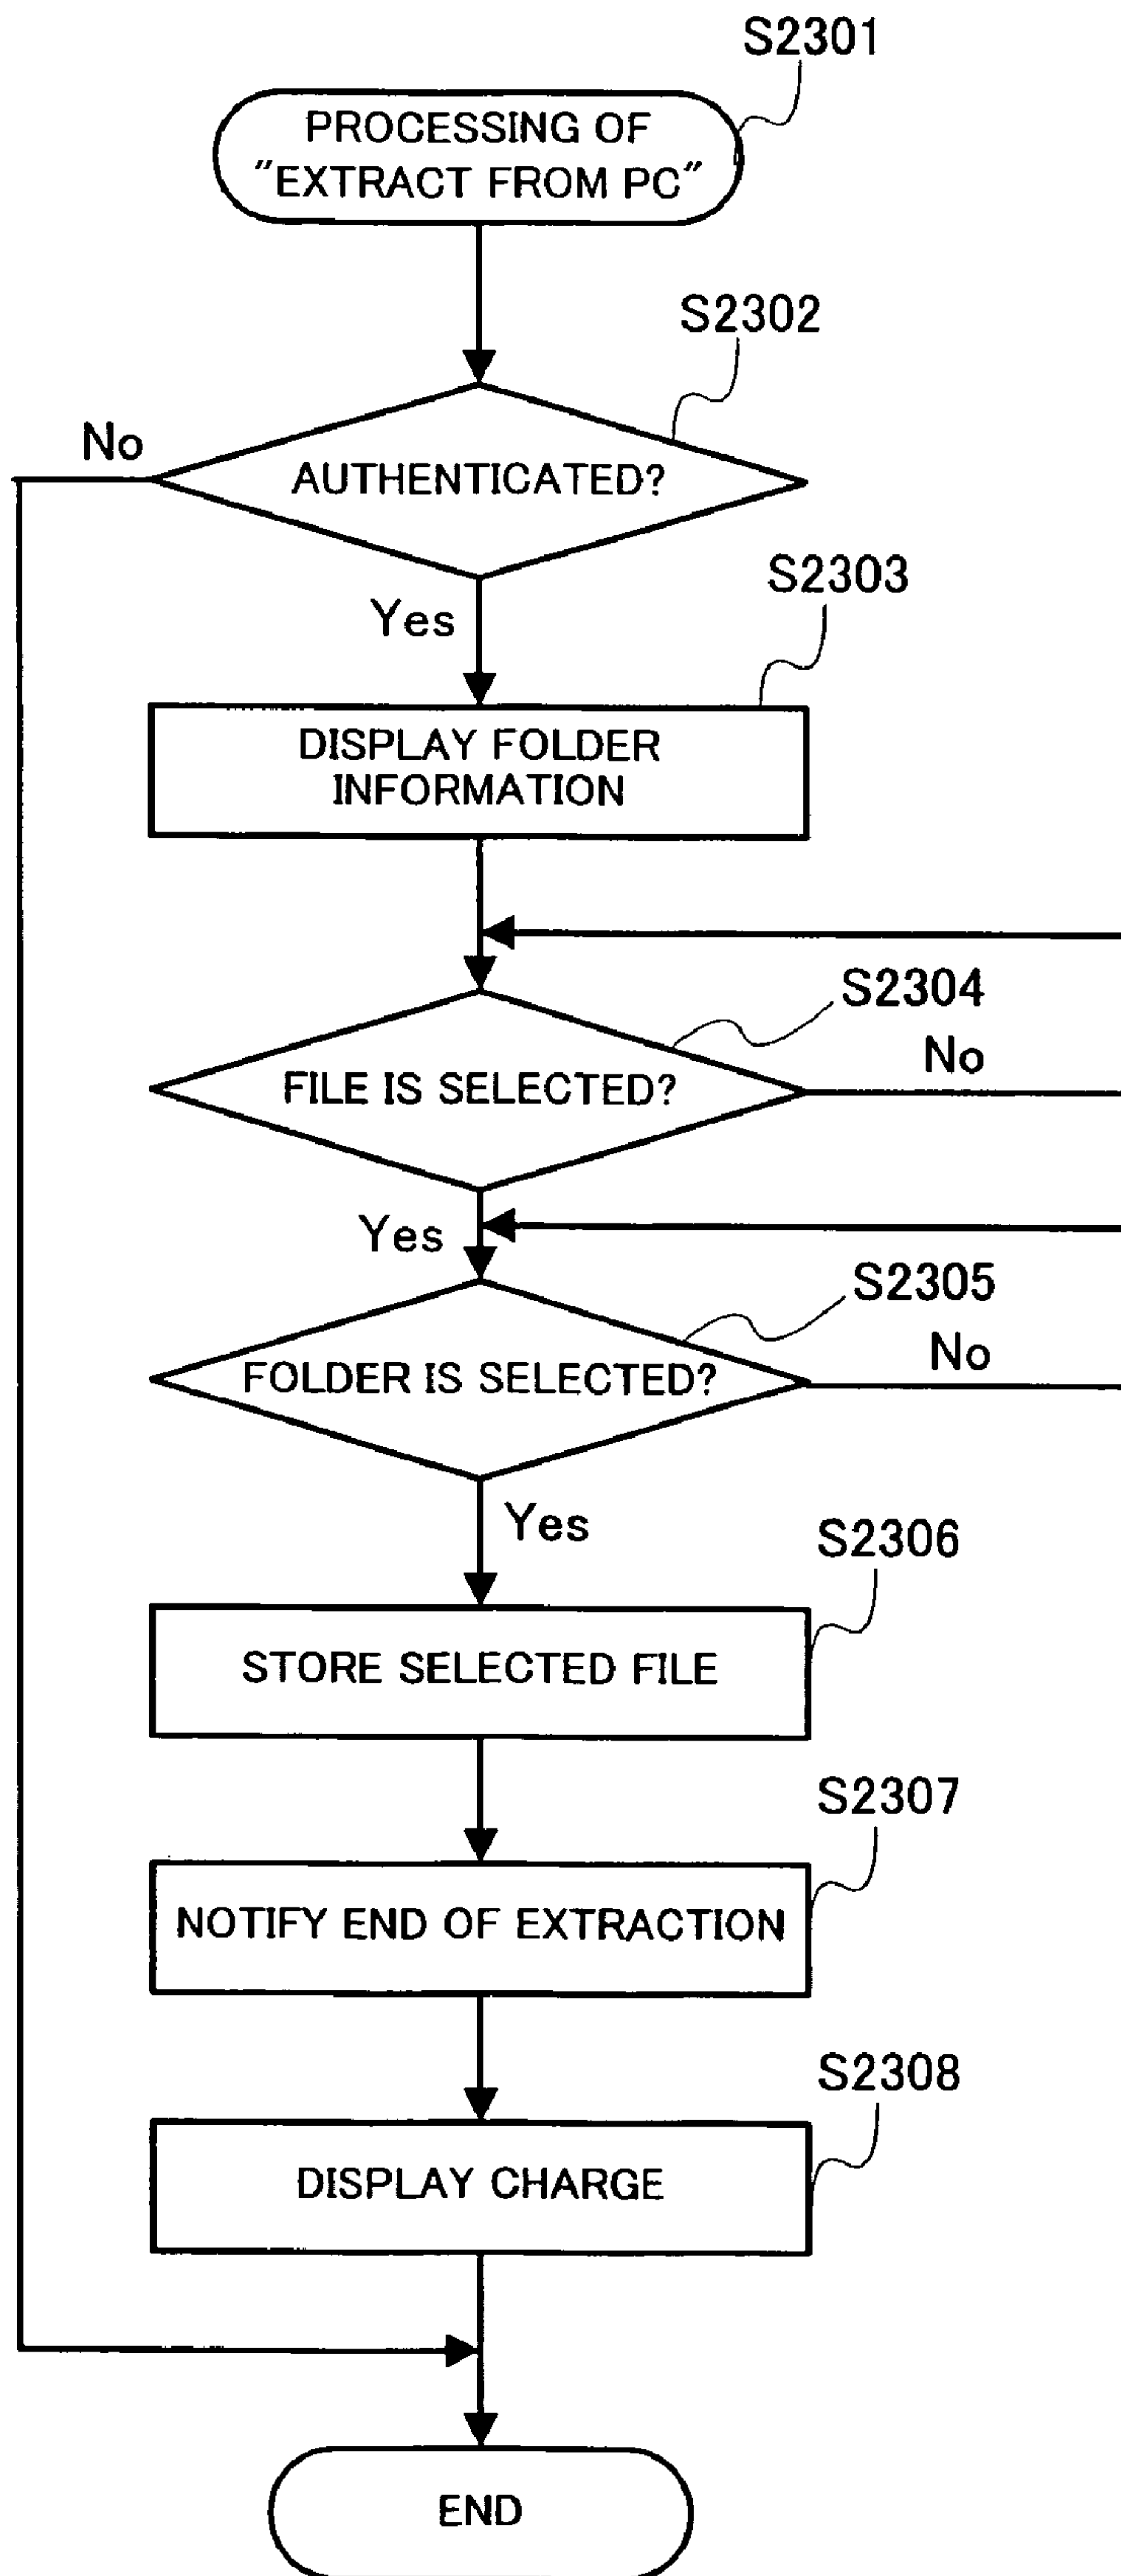 S2301
PROCESSING OF
"EXTRACT FROM PC"
S2302
No
AUTHENTICATED?
Yes
S2303
DISPLAY FOLDER
INFORMATION
S2304
No
FILE IS SELECTED?
Yes
S2305
No
FOLDER IS SELECTED?
Yes
S2306
STORE SELECTED FILE
S2307
NOTIFY END OF EXTRACTION
S2308
DISPLAY CHARGE
END